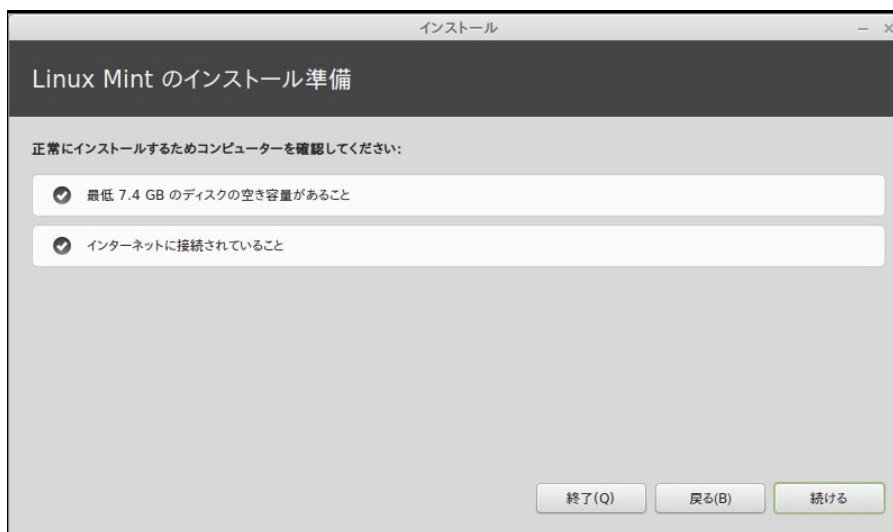 インストール
Linux Mint のインストール準備
正常にインストールするためコンピューターを確認してください:
最低 7.4 GB のディスクの空き容量があること
インターネットに接続されていること
終了(Q) 戻る(B) 続ける